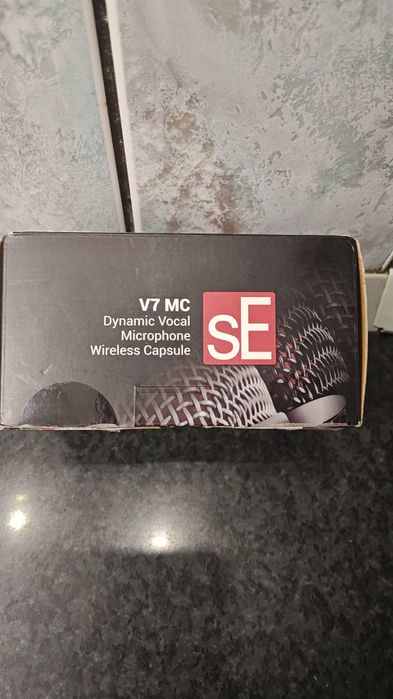 V7 MC
Dynamic Vocal
Microphone
Wireless Capsule
sE